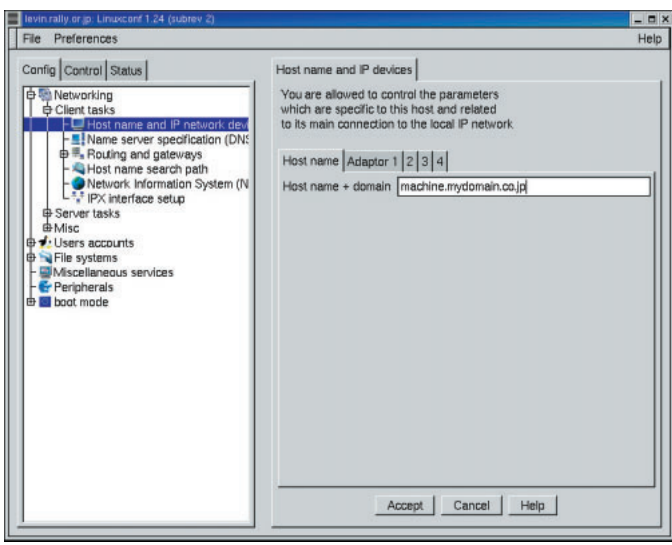 levin.rally.or.jp: Linuxconf 1.24 (subrev 2)
File Preferences Help
Config Control Status
Networking
Client tasks
Host name and IP network devi
Name server specification (DNS
Routing and gateways
Host name search path
Network Information System (N
IPX interface setup
Server tasks
Misc
Users accounts
File systems
Miscellaneous services
Peripherals
boot mode
Host name and IP devices
You are allowed to control the parameters
which are specific to this host and related
to its main connection to the local IP network
Host name Adaptor 1 2 3 4
Host name + domain machine.mydomain.co.jp
Accept Cancel Help